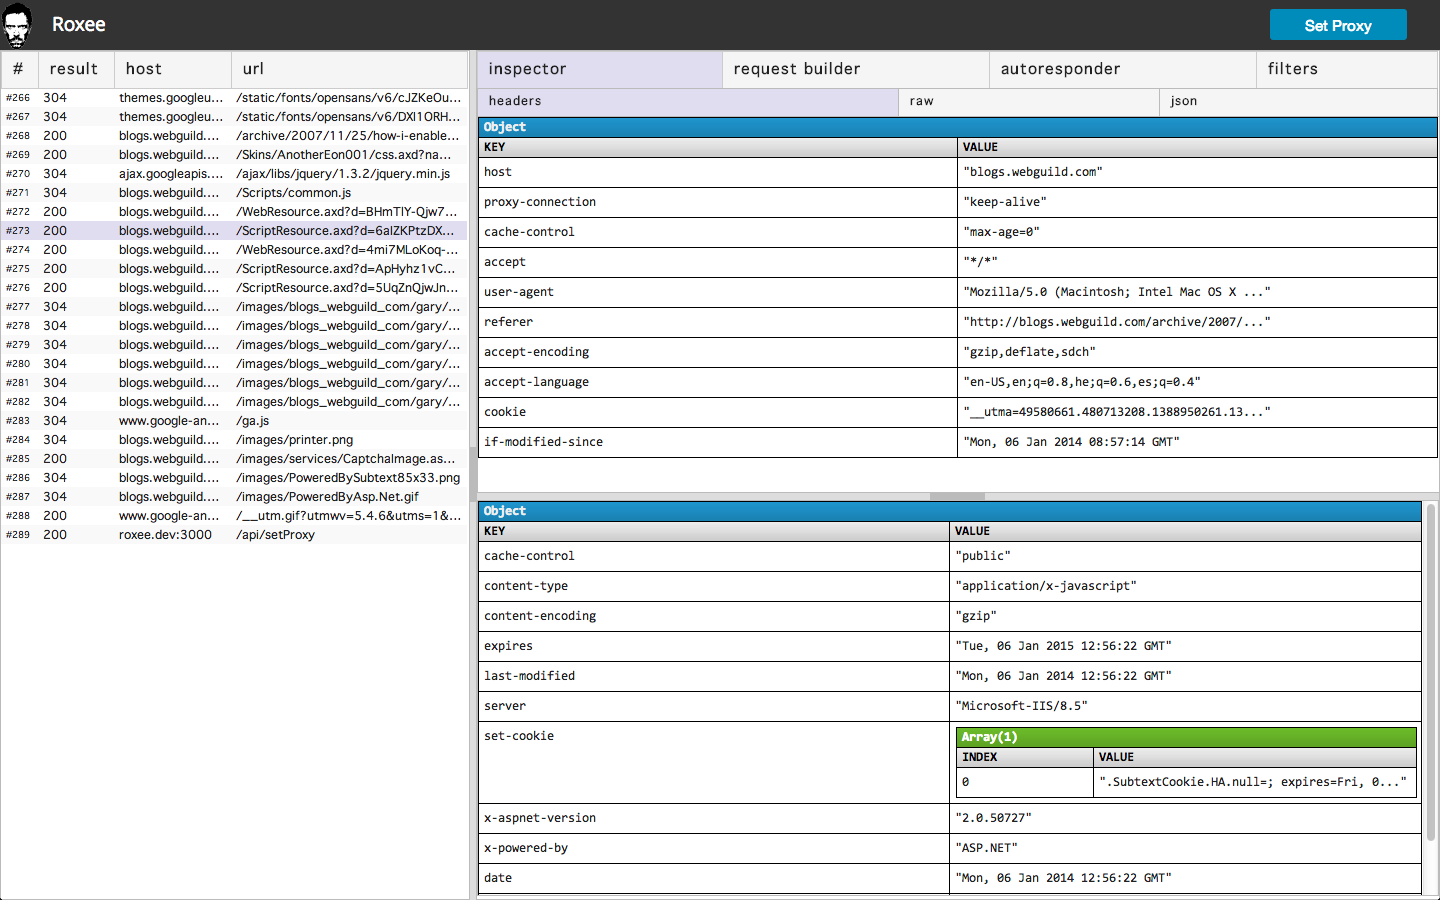 Roxee
Set Proxy
# result host url
#266 304 themes.googleu... /static/fonts/opensans/v6/cJZKeOu...
#267 304 themes.googleu... /static/fonts/opensans/v6/DXI1ORH...
#268 200 blogs.webguild.... /archive/2007/11/25/how-i-enable...
#269 200 blogs.webguild.... /Skins/AnotherEon001/css.axd?na...
#270 304 ajax.googleapis.... /ajax/libs/jquery/1.3.2/jquery.min.js
#271 304 blogs.webguild.... /Scripts/common.js
#272 200 blogs.webguild.... /WebResource.axd?d=BHmTlY-Qjw7...
#273 200 blogs.webguild.... /ScriptResource.axd?d=6alZKPtzDX...
#274 200 blogs.webguild.... /WebResource.axd?d=4mi7MLoKoq-...
#275 200 blogs.webguild.... /ScriptResource.axd?d=ApHyhz1vC...
#276 200 blogs.webguild.... /ScriptResource.axd?d=5UqZnQjwJn...
#277 304 blogs.webguild.... /images/blogs_webguild_com/gary/...
#278 304 blogs.webguild.... /images/blogs_webguild_com/gary/...
#279 304 blogs.webguild.... /images/blogs_webguild_com/gary/...
#280 304 blogs.webguild.... /images/blogs_webguild_com/gary/...
#281 304 blogs.webguild.... /images/blogs_webguild_com/gary/...
#282 304 blogs.webguild.... /images/blogs_webguild_com/gary/...
#283 304 www.google-an... /ga.js
#284 304 blogs.webguild.... /images/printer.png
#285 200 blogs.webguild.... /images/services/CaptchaImage.as...
#286 304 blogs.webguild.... /images/PoweredBySubtext85x33.png
#287 304 blogs.webguild.... /images/PoweredByAsp.Net.gif
#288 200 www.google-an... /__utm.gif?utmwv=5.4.6&utms=1&...
#289 200 roxee.dev:3000 /api/setProxy
inspector request builder autoresponder filters
headers raw json
Object
KEY VALUE
host "blogs.webguild.com"
proxy-connection "keep-alive"
cache-control "max-age=0"
accept "*/*"
user-agent "Mozilla/5.0 (Macintosh; Intel Mac OS X ..."
referer "http://blogs.webguild.com/archive/2007/..."
accept-encoding "gzip,deflate,sdch"
accept-language "en-US,en;q=0.8,he;q=0.6,es;q=0.4"
cookie "__utma=49580661.480713208.1388950261.13..."
if-modified-since "Mon, 06 Jan 2014 08:57:14 GMT"
Object
KEY VALUE
cache-control "public"
content-type "application/x-javascript"
content-encoding "gzip"
expires "Tue, 06 Jan 2015 12:56:22 GMT"
last-modified "Mon, 06 Jan 2014 12:56:22 GMT"
server "Microsoft-IIS/8.5"
set-cookie Array(1)
INDEX VALUE
0 ".SubtextCookie.HA.null=; expires=Fri, 0..."
x-aspnet-version "2.0.50727"
x-powered-by "ASP.NET"
date "Mon, 06 Jan 2014 12:56:22 GMT"